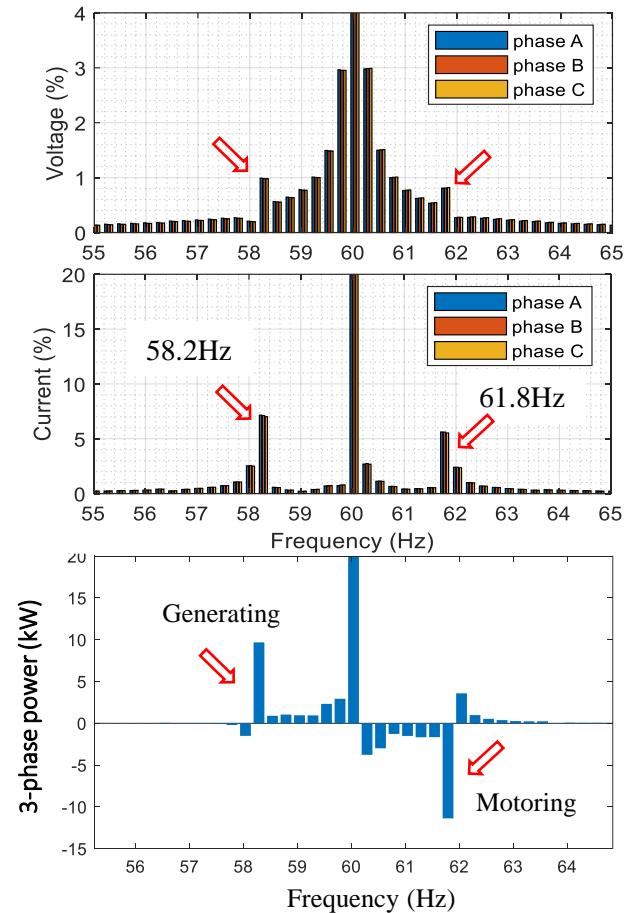 4
3
2
1
0
Voltage (%)
phase A
phase B
phase C
55 56 57 58 59 60 61 62 63 64 65
20
15
10
5
0
Current (%)
phase A
phase B
phase C
58.2Hz
61.8Hz
55 56 57 58 59 60 61 62 63 64 65
Frequency (Hz)
20
15
10
5
0
-5
-10
-15
3-phase power (kW)
Generating
Motoring
56 57 58 59 60 61 62 63 64
Frequency (Hz)